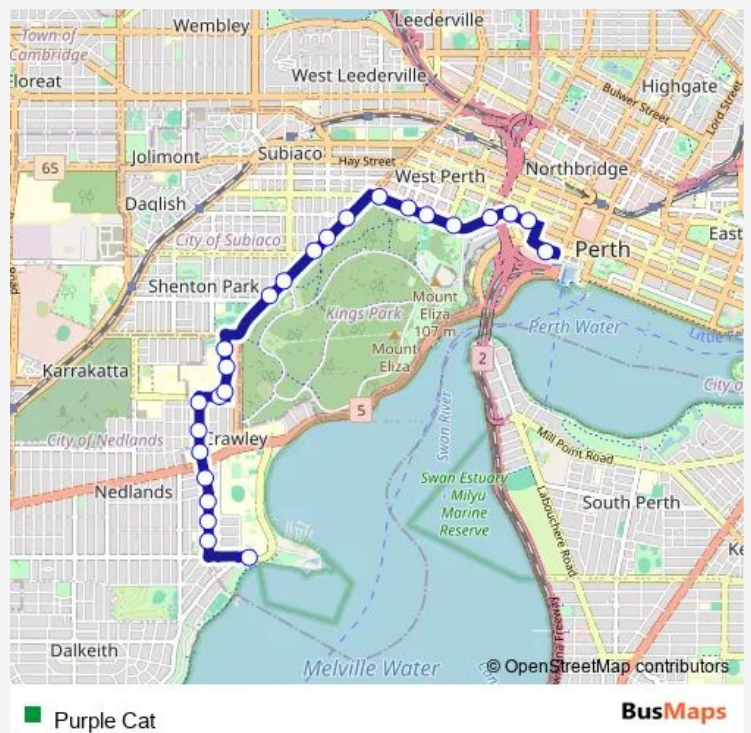 Leederville
Wembley
Town of
Cambridge
West Leederville
Highgate
Bulwer Street
Lord Street
65
Jolimont
Subiaco
Hay Street
Northbridge
West Perth
Daglish
City of Subiaco
East
Perth
Shenton Park
Kings Park
Mount
Eliza
107 m
Perth Water
Mount
Eliza
2
Karrakatta
5
Swan River
City of Nedlands
Crawley
Mill Point Road
Nedlands
Swan Estuary
- Milyu
Marine
Reserve
Labouchere Road
South Perth
Dalkeith
Melville Water
© OpenStreetMap contributors
Purple Cat
BusMaps